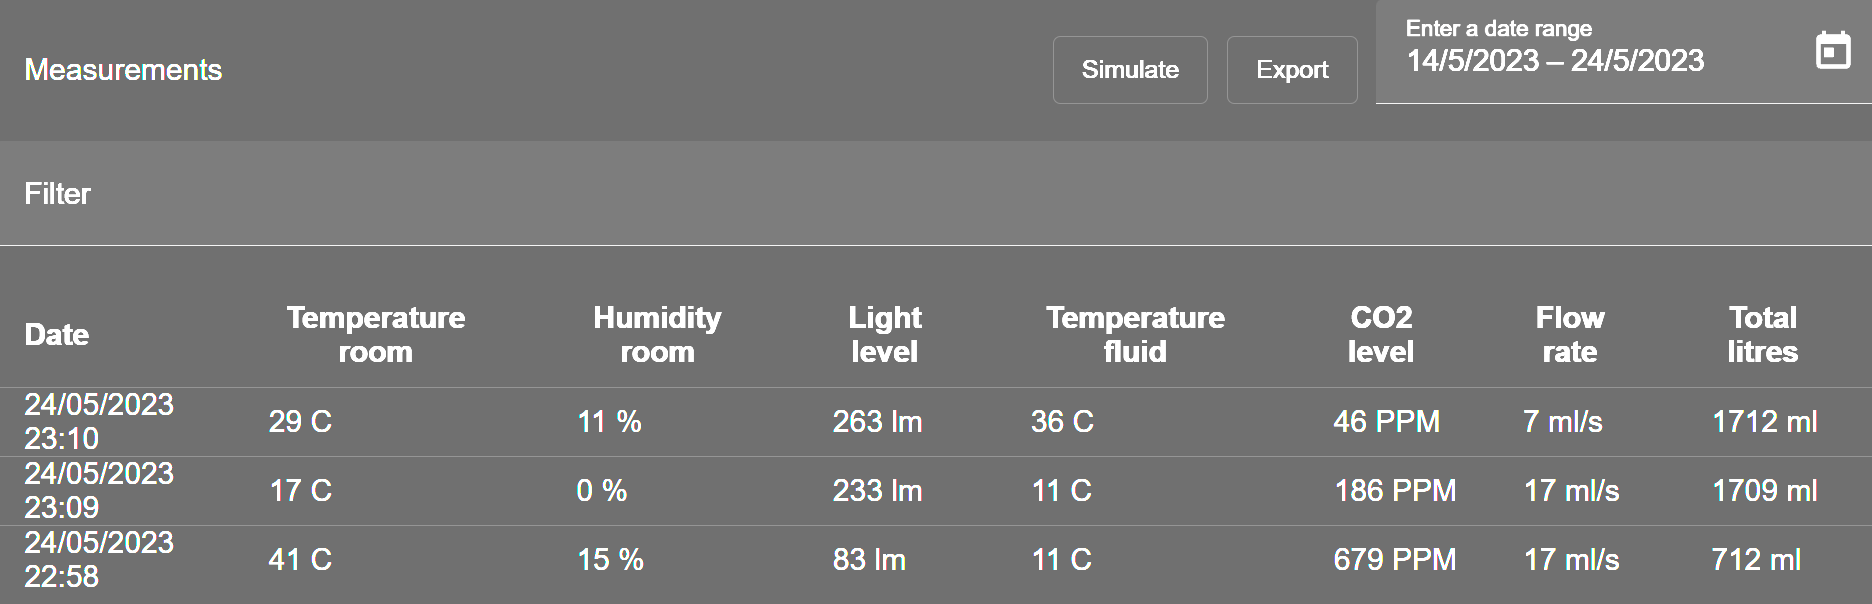 Measurements
Simulate
Export
Enter a date range
14/5/2023 – 24/5/2023
Filter
Date
Temperature
room
Humidity
room
Light
level
Temperature
fluid
CO2
level
Flow
rate
Total
litres
24/05/2023
23:10
29 C
11 %
263 lm
36 C
46 PPM
7 ml/s
1712 ml
24/05/2023
23:09
17 C
0 %
233 lm
11 C
186 PPM
17 ml/s
1709 ml
24/05/2023
22:58
41 C
15 %
83 lm
11 C
679 PPM
17 ml/s
712 ml